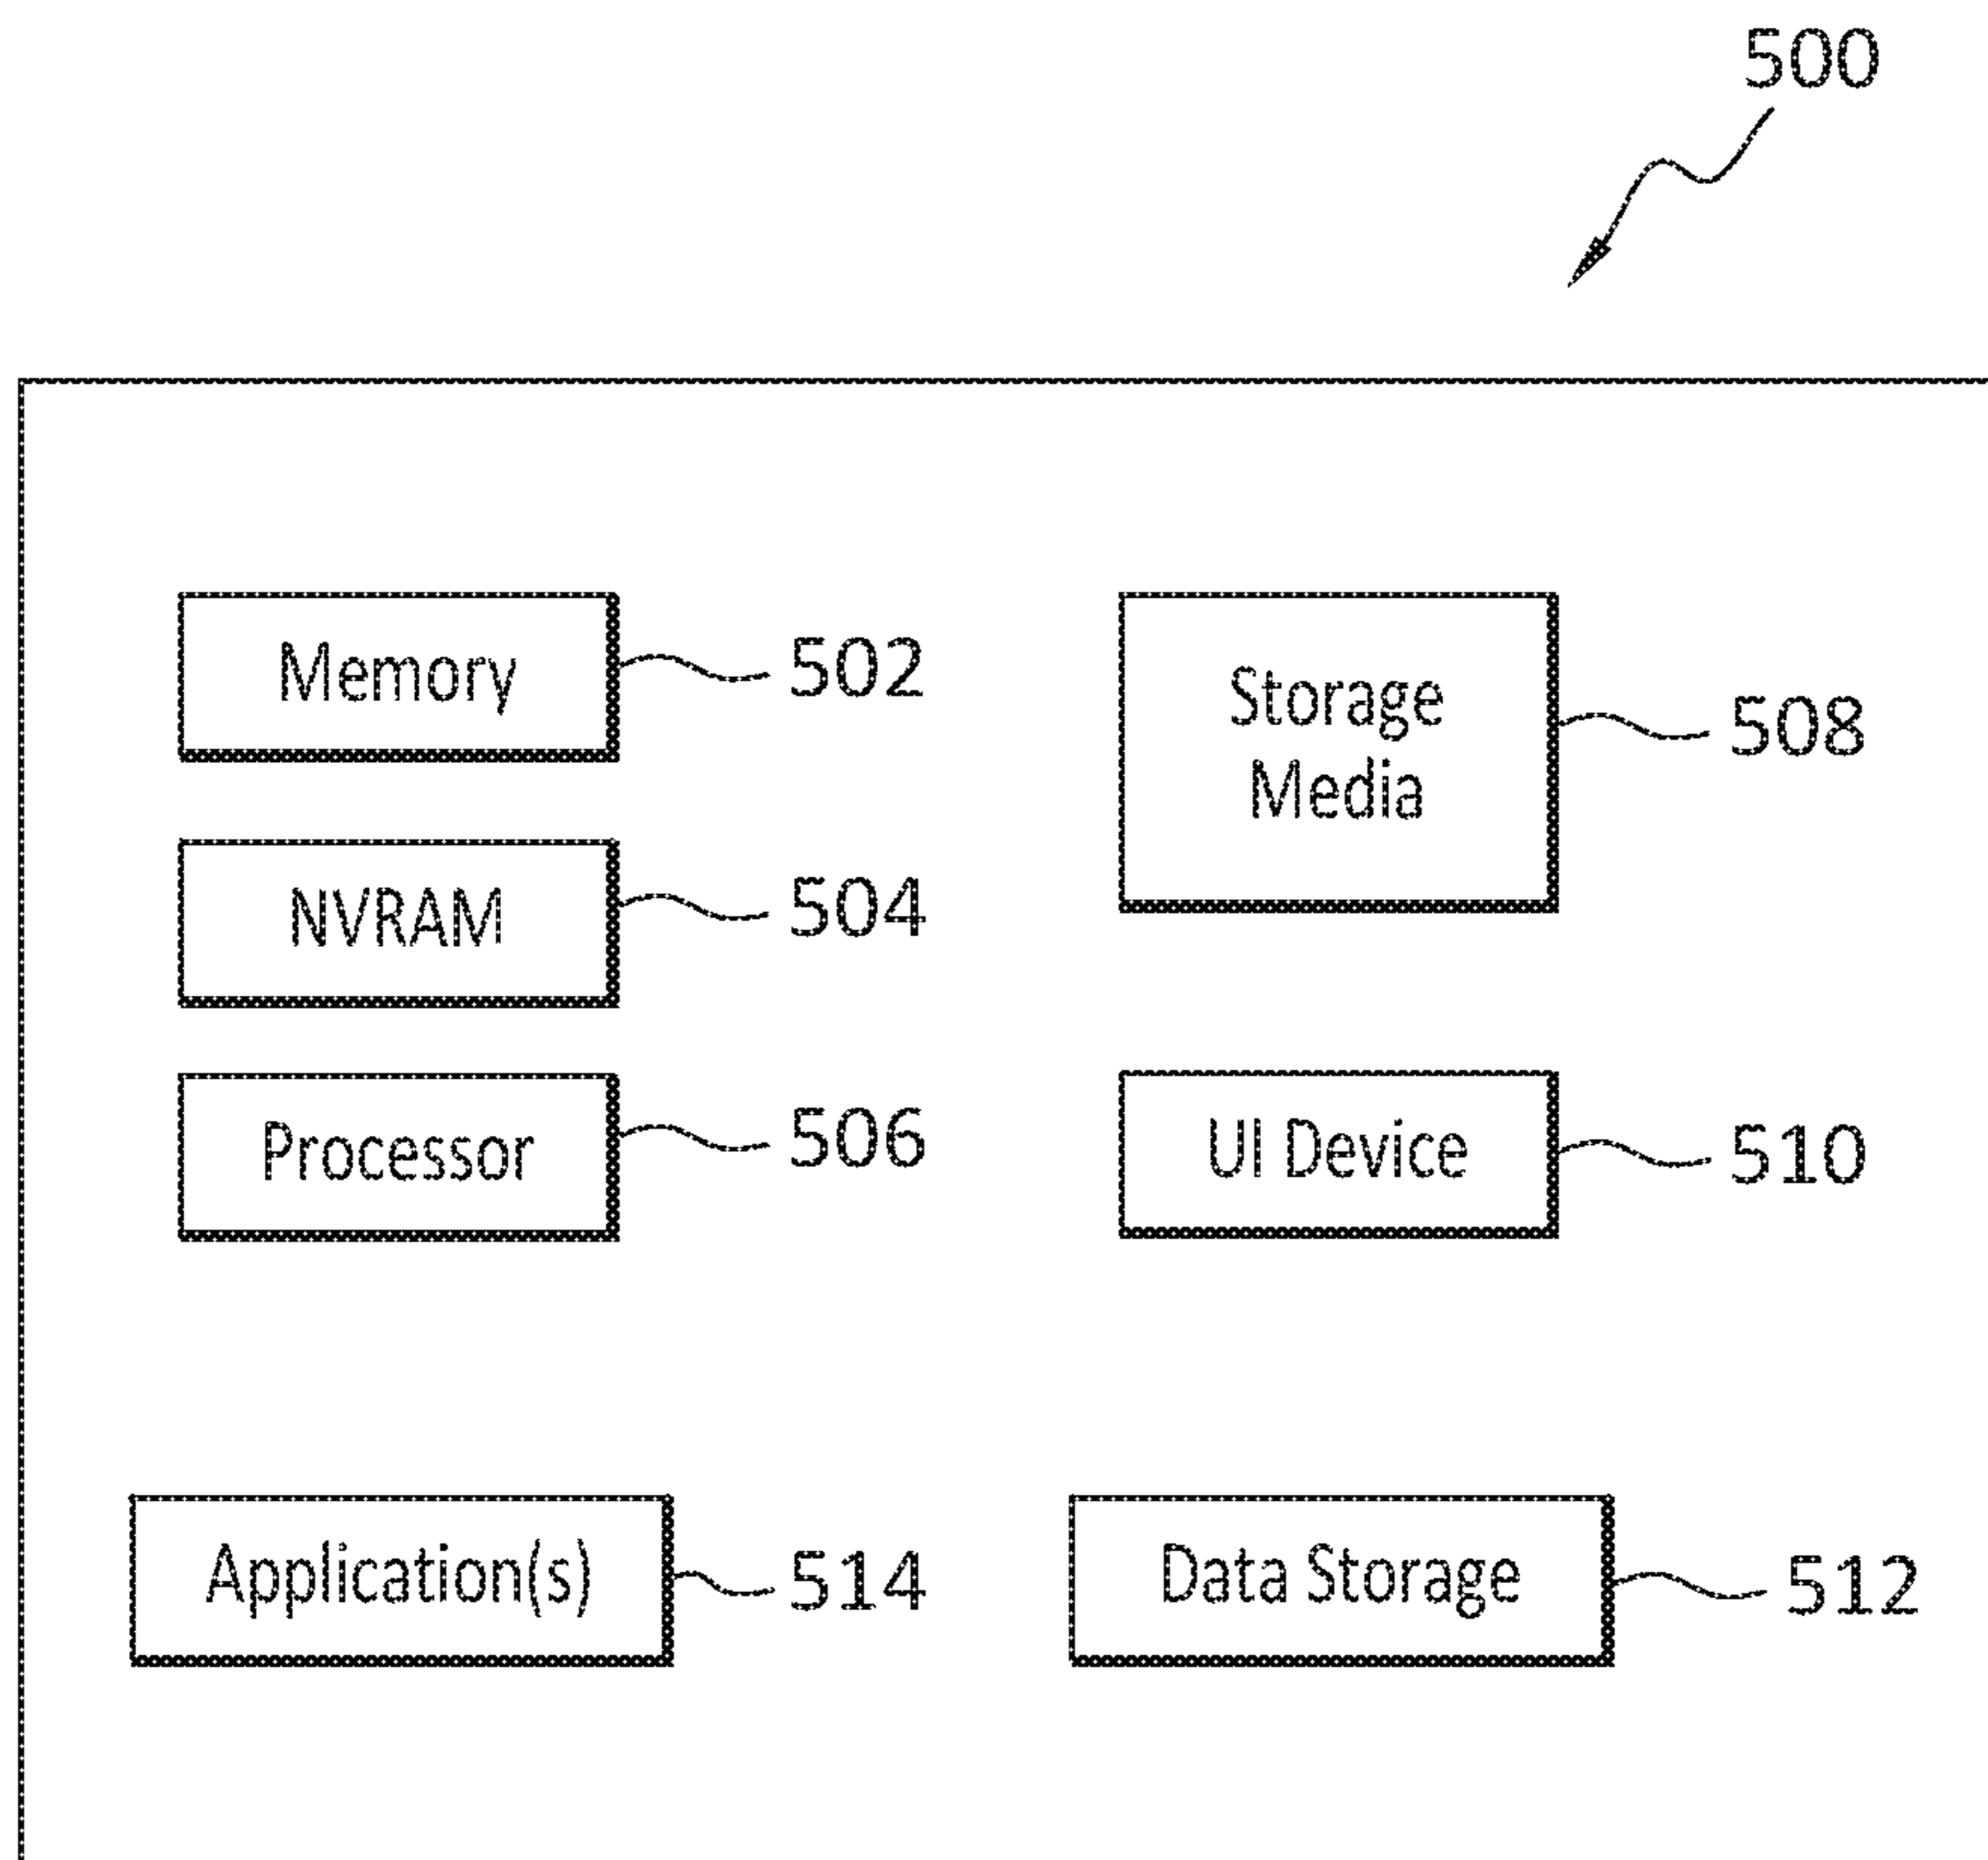 500
Memory
502
Storage
Media
508
NVRAM
504
Processor
506
UI Device
510
Application(s)
514
Data Storage
512